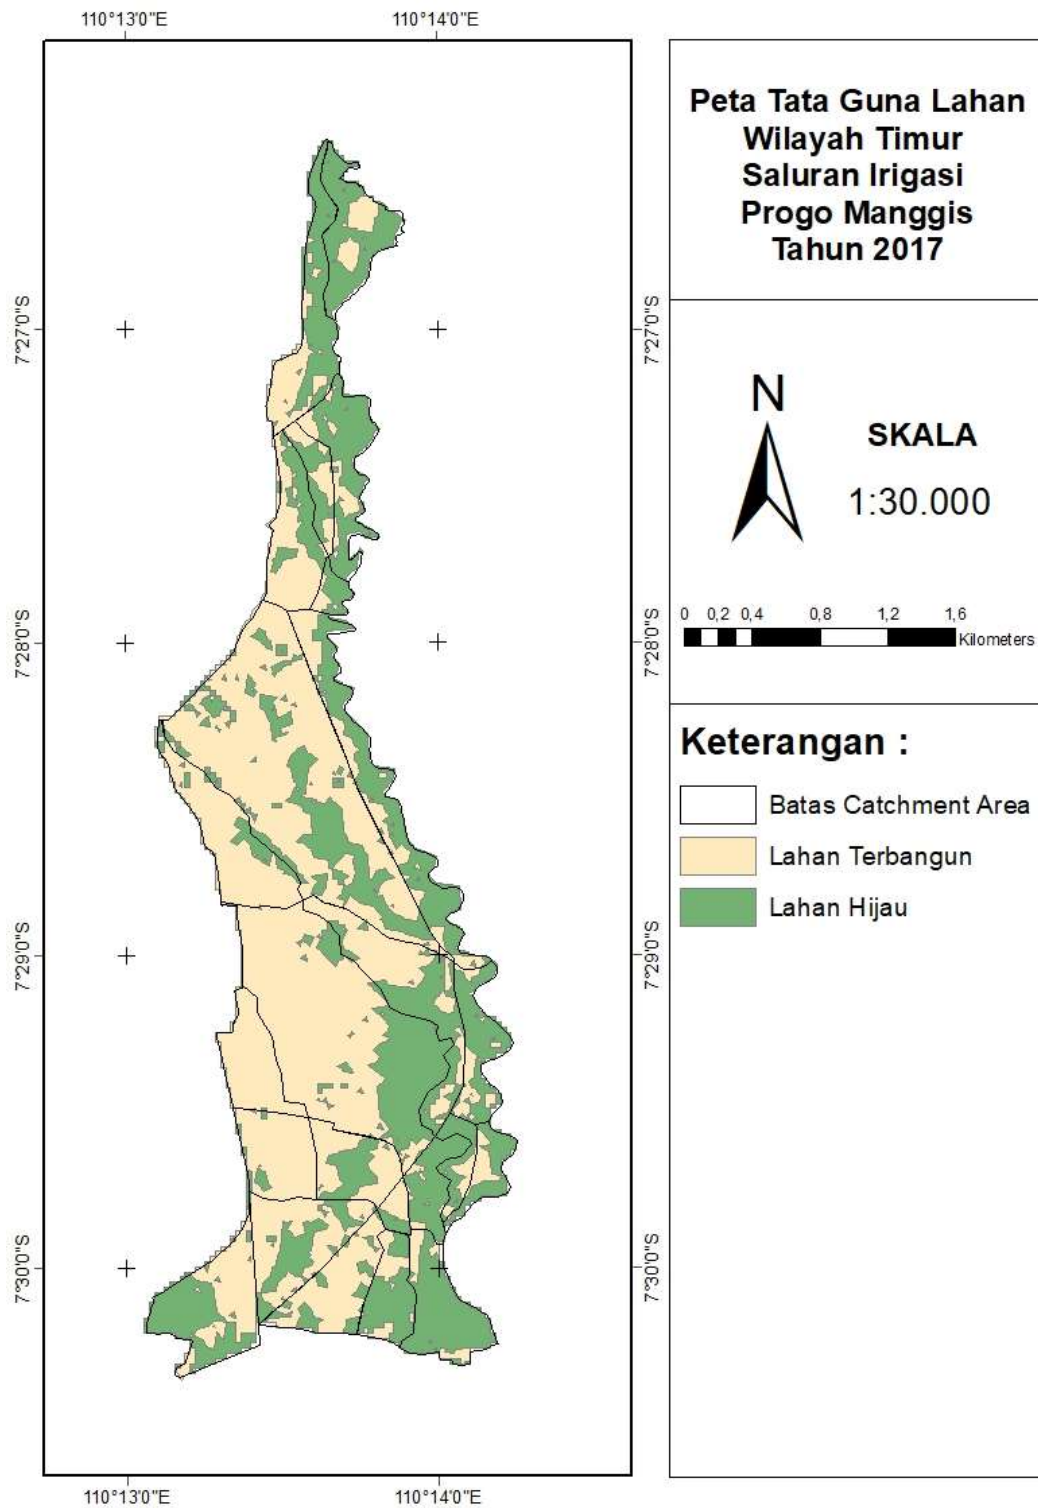 110°13'0"E
110°14'0"E
7°27'0"S
7°28'0"S
7°29'0"S
7°30'0"S
7°27'0"S
7°28'0"S
7°29'0"S
7°30'0"S
110°13'0"E
110°14'0"E
Peta Tata Guna Lahan
Wilayah Timur
Saluran Irigasi
Progo Manggis
Tahun 2017
N
SKALA
1:30.000
0 0,2 0,4 0,8 1,2 1,6
Kilometers
Keterangan :
Batas Catchment Area
Lahan Terbangun
Lahan Hijau